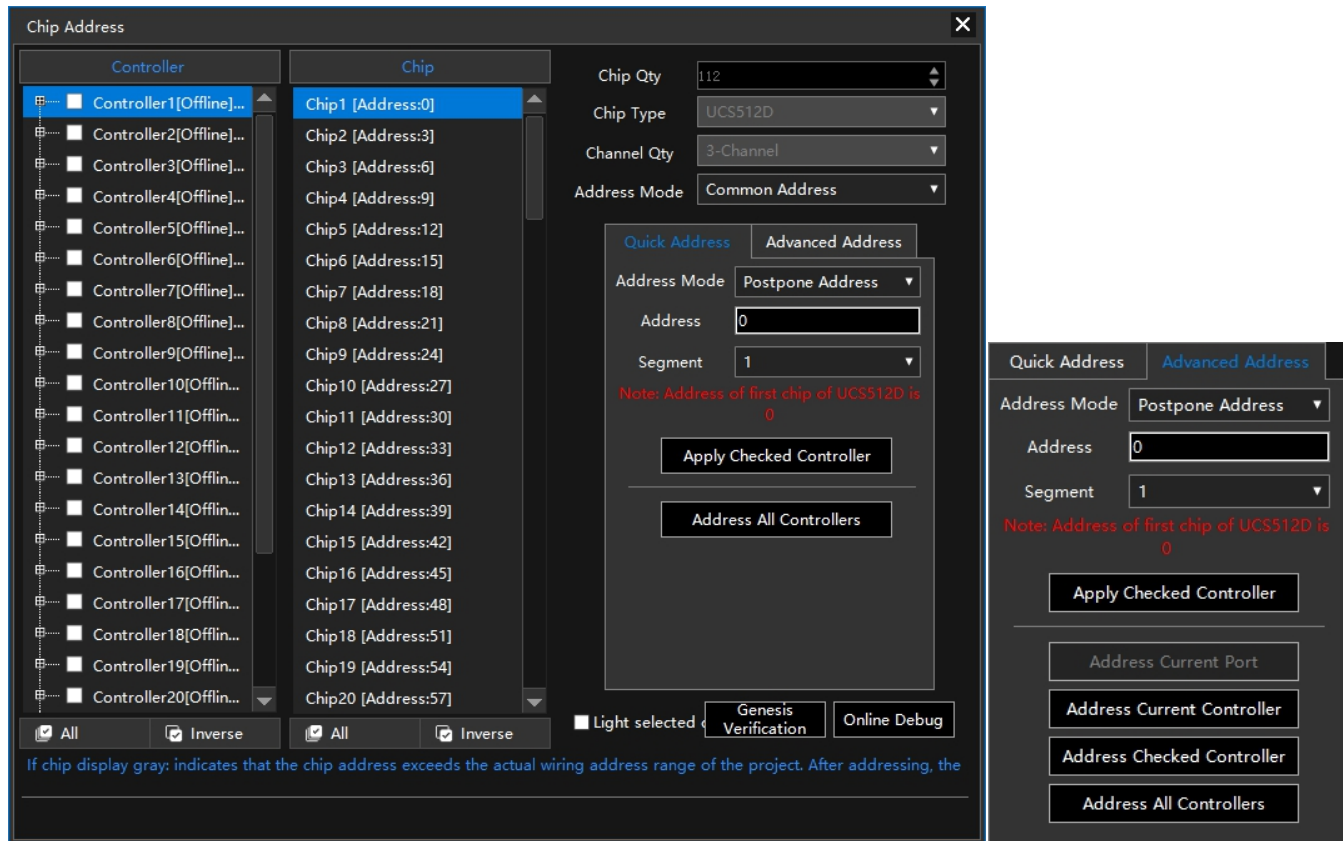 Chip Address
Controller
Controller1[Offline]...
Controller2[Offline]...
Controller3[Offline]...
Controller4[Offline]...
Controller5[Offline]...
Controller6[Offline]...
Controller7[Offline]...
Controller8[Offline]...
Controller9[Offline]...
Controller10[Offlin...
Controller11[Offlin...
Controller12[Offlin...
Controller13[Offlin...
Controller14[Offlin...
Controller15[Offlin...
Controller16[Offlin...
Controller17[Offlin...
Controller18[Offlin...
Controller19[Offlin...
Controller20[Offlin...
All Inverse
Chip
Chip1 [Address:0]
Chip2 [Address:3]
Chip3 [Address:6]
Chip4 [Address:9]
Chip5 [Address:12]
Chip6 [Address:15]
Chip7 [Address:18]
Chip8 [Address:21]
Chip9 [Address:24]
Chip10 [Address:27]
Chip11 [Address:30]
Chip12 [Address:33]
Chip13 [Address:36]
Chip14 [Address:39]
Chip15 [Address:42]
Chip16 [Address:45]
Chip17 [Address:48]
Chip18 [Address:51]
Chip19 [Address:54]
Chip20 [Address:57]
All Inverse
Chip Qty 112
Chip Type UCS512D
Channel Qty 3-Channel
Address Mode Common Address
Quick Address Advanced Address
Address Mode Postpone Address
Address 0
Segment 1
Note: Address of first chip of UCS512D is
0
Apply Checked Controller
Address All Controllers
Light selected
Genesis
Verification
Online Debug
If chip display gray: indicates that the chip address exceeds the actual wiring address range of the project. After addressing, the
Quick Address Advanced Address
Address Mode Postpone Address
Address 0
Segment 1
Note: Address of first chip of UCS512D is
0
Apply Checked Controller
Address Current Port
Address Current Controller
Address Checked Controller
Address All Controllers